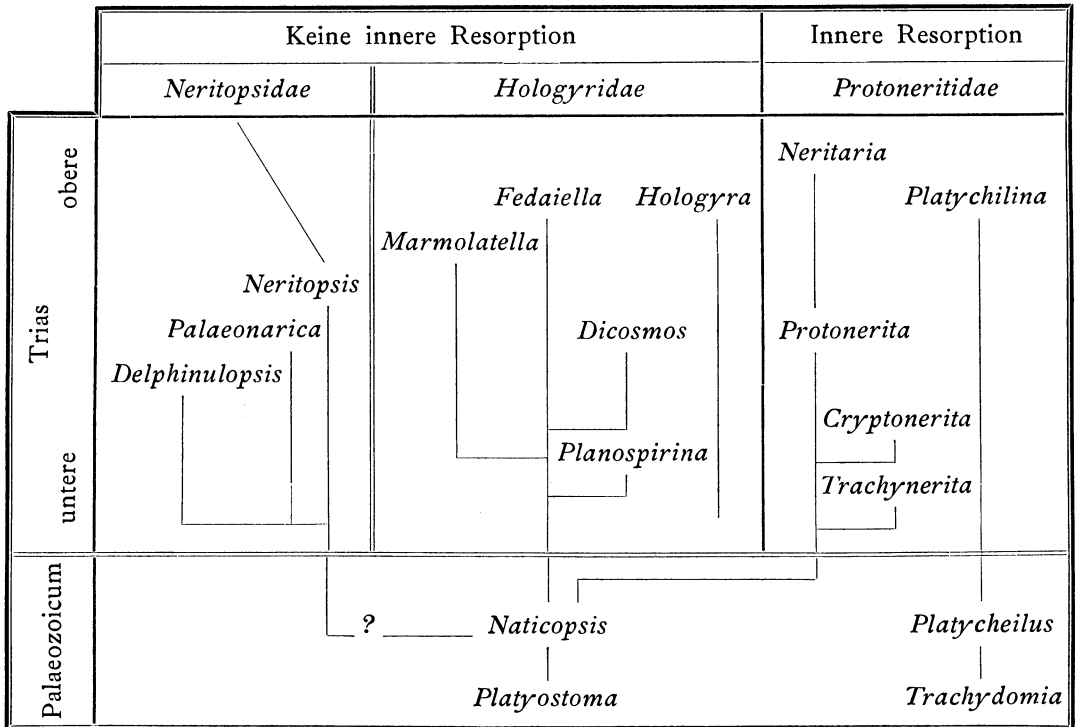 Keine innere Resorption
Innere Resorption
Neritopsidae
Hologyridae
Protoneritidae
Trias
obere
untere
Neritaria
Fedaiella
Hologyra
Platychilina
Marmolatella
Neritopsis
Palaeonarica
Dicosmos
Protonerita
Delphinulopsis
Cryptonerita
Planospirina
Trachynerita
Palaeozoicum
?
Naticopsis
Platycheilus
Platyostoma
Trachydomia